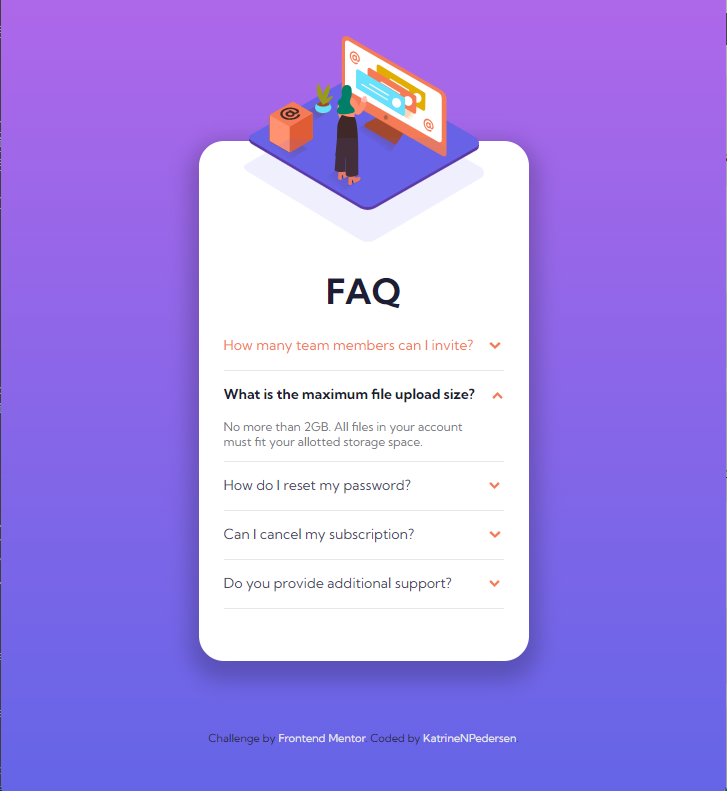 @
@
@
FAQ
How many team members can I invite?
What is the maximum file upload size?
No more than 2GB. All files in your account
must fit your allotted storage space.
How do I reset my password?
Can I cancel my subscription?
Do you provide additional support?
Challenge by Frontend Mentor. Coded by KatrineNPedersen